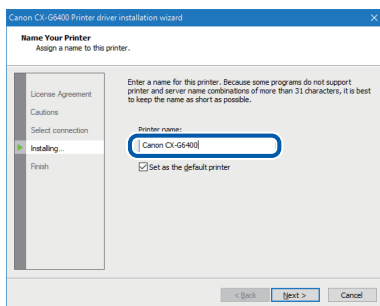 Canon CX-G6400 Printer driver installation wizard
Name Your Printer
Assign a name to this printer.
License Agreement
Cautions
Select connection
Installing...
Finish
Enter a name for this printer. Because some programs do not support
printer and server name combinations of more than 31 characters, it is best
to keep the name as short as possible.
Printer name:
Canon CX-G6400
Set as the default printer
< Back
Next >
Cancel